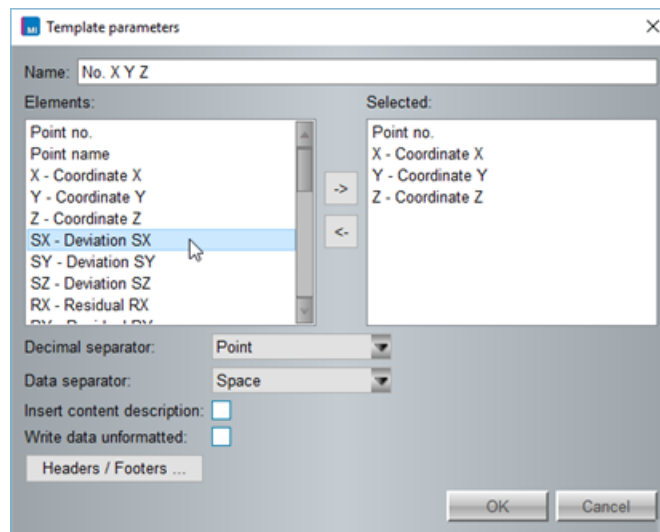 MI Template parameters
Name: No. X Y Z
Elements:
Selected:
Point no.
Point name
X - Coordinate X
Y - Coordinate Y
Z - Coordinate Z
SX - Deviation SX
SY - Deviation SY
SZ - Deviation SZ
RX - Residual RX
->
<-
Point no.
X - Coordinate X
Y - Coordinate Y
Z - Coordinate Z
Decimal separator: Point
Data separator: Space
Insert content description:
Write data unformatted:
Headers / Footers ...
OK Cancel